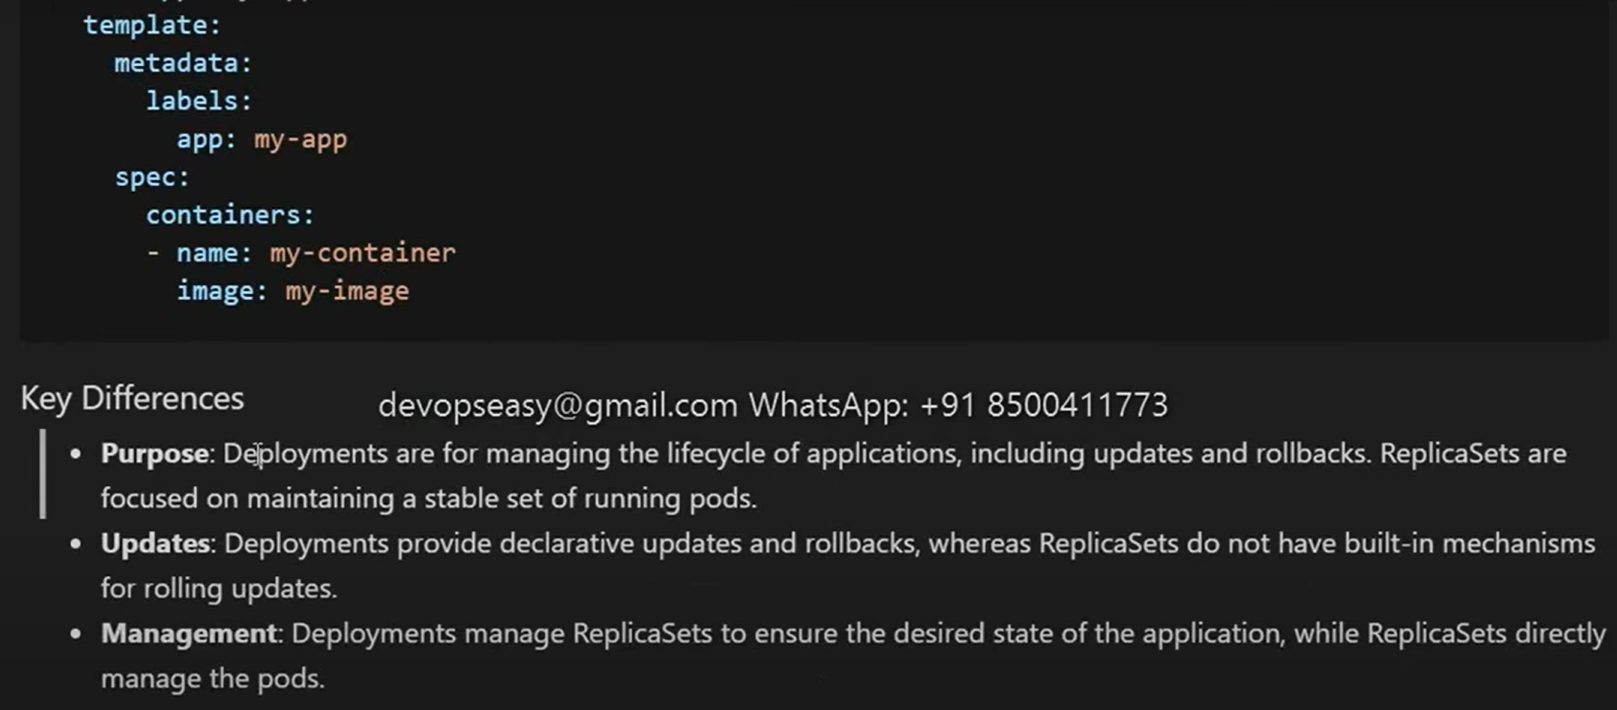 template:
metadata:
labels:
app: my-app
spec:
containers:
- name: my-container
image: my-image
Key Differences
devopseasy@gmail.com WhatsApp: +91 8500411773
• Purpose: Deployments are for managing the lifecycle of applications, including updates and rollbacks. ReplicaSets are
focused on maintaining a stable set of running pods.
• Updates: Deployments provide declarative updates and rollbacks, whereas ReplicaSets do not have built-in mechanisms
for rolling updates.
• Management: Deployments manage ReplicaSets to ensure the desired state of the application, while ReplicaSets directly
manage the pods.